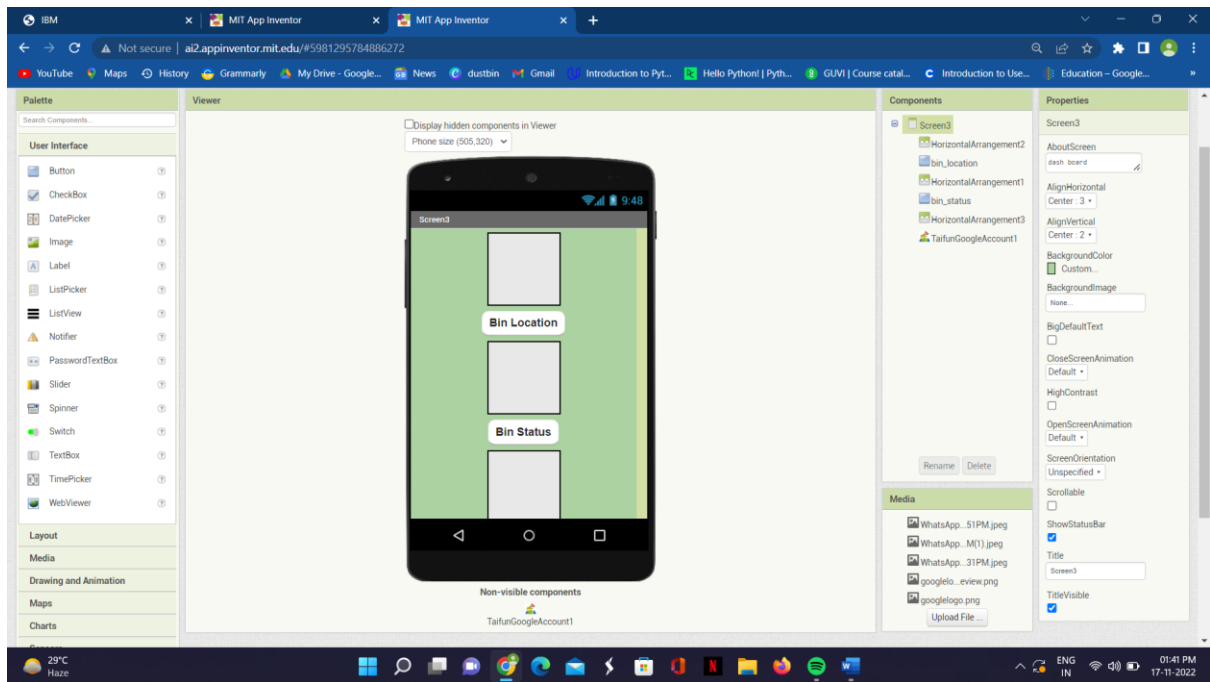 IBM
MIT App Inventor
MIT App Inventor
Not secure | ai2.appinventor.mit.edu/#5981295784886272
YouTube Maps History Grammarly My Drive - Google... News dustbin Gmail Introduction to Pyt... Hello Python! | Pyth... GUVI | Course catal... Introduction to Use... Education – Google... »
Palette
Search Components...
User Interface
Button
CheckBox
DatePicker
Image
Label
ListPicker
ListView
Notifier
PasswordTextBox
Slider
Spinner
Switch
TextBox
TimePicker
WebViewer
Layout
Media
Drawing and Animation
Maps
Charts
Viewer
Display hidden components in Viewer
Phone size (505,320)
9:48
Screen3
Bin Location
Bin Status
Non-visible components
TaifunGoogleAccount1
Components
Screen3
HorizontalArrangement2
bin_location
HorizontalArrangement1
bin_status
HorizontalArrangement3
TaifunGoogleAccount1
Rename Delete
Media
WhatsApp...51PM.jpeg
WhatsApp...M(1).jpeg
WhatsApp...31PM.jpeg
googlelo...eview.png
googlelogo.png
Upload File ...
Properties
Screen3
AboutScreen
dash board
AlignHorizontal
Center : 3
AlignVertical
Center : 2
BackgroundColor
Custom...
BackgroundImage
None...
BigDefaultText
CloseScreenAnimation
Default
HighContrast
OpenScreenAnimation
Default
ScreenOrientation
Unspecified
Scrollable
ShowStatusBar
Title
Screen3
TitleVisible
29°C
Haze
ENG
IN
01:41 PM
17-11-2022